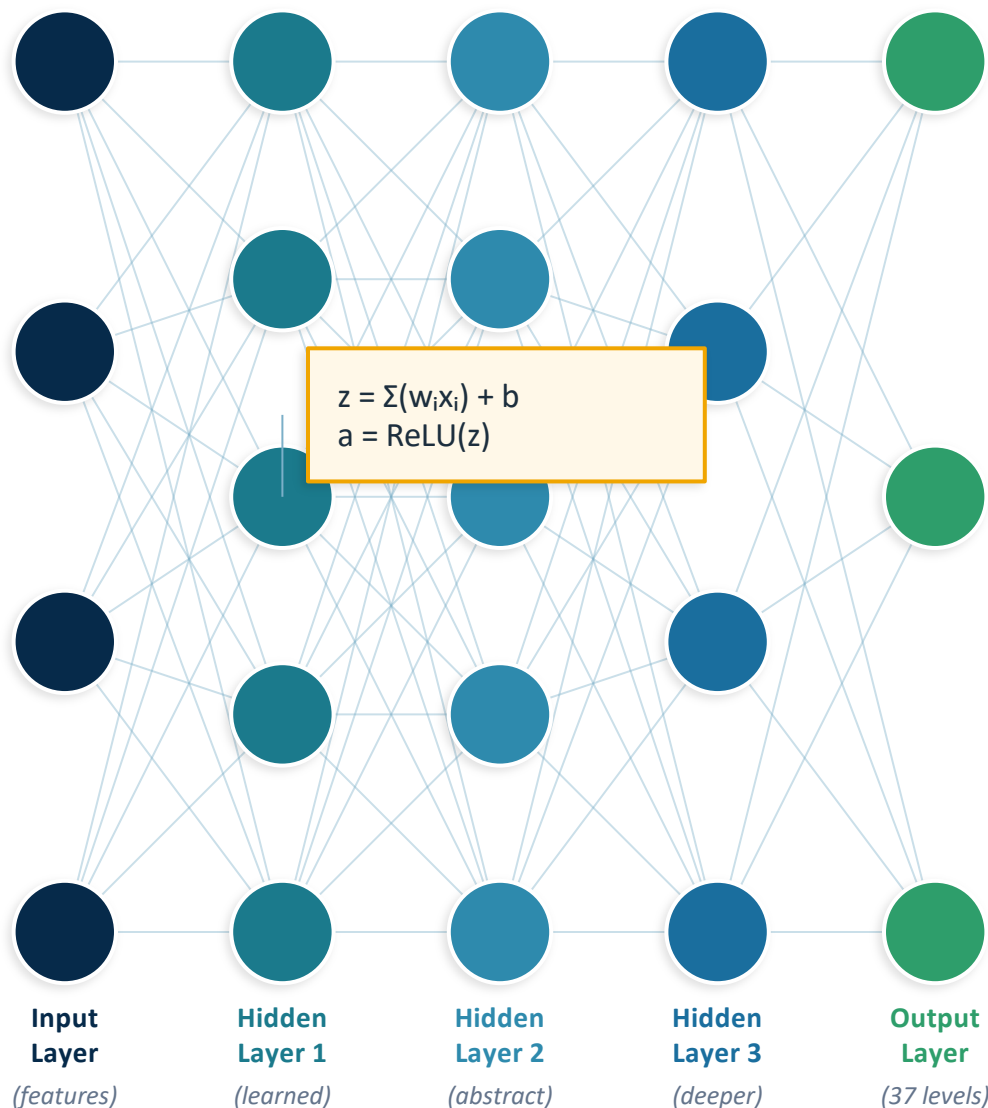 z = Σ(wᵢxᵢ) + b
a = ReLU(z)
Input Layer
(features)
Hidden Layer 1
(learned)
Hidden Layer 2
(abstract)
Hidden Layer 3
(deeper)
Output Layer
(37 levels)